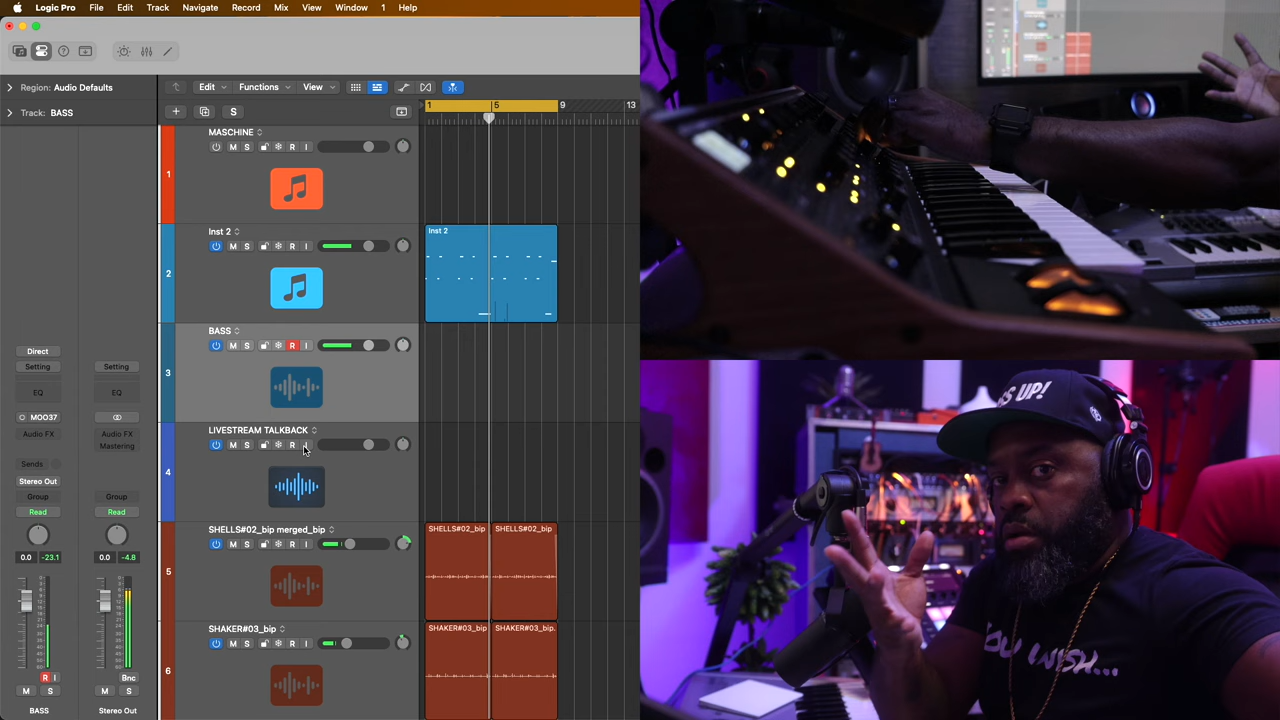 Logic Pro File Edit Track Navigate Record Mix View Window 1 Help
Region: Audio Defaults
Edit Functions View
Track: BASS
S
1 5 9 13
MASCHINE
M S R I
1
Inst 2
M S R I
2
Inst 2
BASS
M S R I
3
LIVESTREAM TALKBACK
M S R I
4
SHELLS#02_bip merged_bip
M S R I
5
SHELLS#02_bip SHELLS#02_bip
SHAKER#03_bip
M S R I
6
SHAKER#03_bip SHAKER#03_bip.
Direct
Setting Setting
EQ EQ
MOO37
Audio FX Audio FX
Mastering
Sends
Stereo Out
Group Group
Read Read
0.0 -23.1 0.0 -4.8
R I Bnc
M S M S
BASS Stereo Out
S UP!
OU WISH...